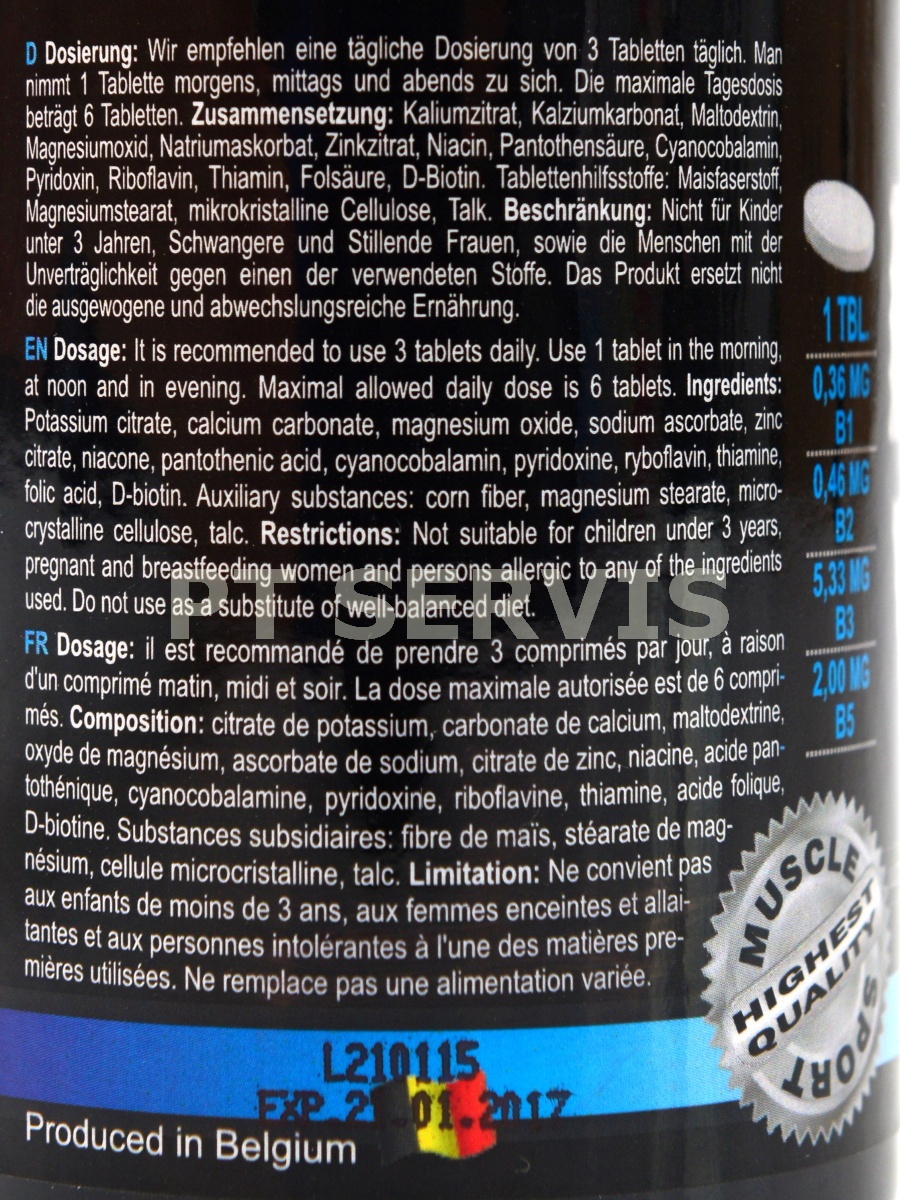 D Dosierung: Wir empfehlen eine tägliche Dosierung von 3 Tabletten täglich. Man
nimmt 1 Tablette morgens, mittags und abends zu sich. Die maximale Tagesdosis
beträgt 6 Tabletten. Zusammensetzung: Kaliumzitrat, Kalziumkarbonat, Maltodextrin,
Magnesiumoxid, Natriumaskorbat, Zinkzitrat, Niacin, Pantothensäure, Cyanocobalamin,
Pyridoxin, Riboflavin, Thiamin, Folsäure, D-Biotin. Tablettenhilfsstoffe: Maisfaserstoff,
Magnesiumstearat, mikrokristalline Cellulose, Talk. Beschränkung: Nicht für Kinder
unter 3 Jahren, Schwangere und Stillende Frauen, sowie die Menschen mit der
Unverträglichkeit gegen einen der verwendeten Stoffe. Das Produkt ersetzt nicht
die ausgewogene und abwechslungsreiche Ernährung.
EN Dosage: It is recommended to use 3 tablets daily. Use 1 tablet in the morning,
at noon and in evening. Maximal allowed daily dose is 6 tablets. Ingredients:
Potassium citrate, calcium carbonate, magnesium oxide, sodium ascorbate, zinc
citrate, niacone, pantothenic acid, cyanocobalamin, pyridoxine, ryboflavin, thiamine,
folic acid, D-biotin. Auxiliary substances: corn fiber, magnesium stearate, micro-
crystalline cellulose, talc. Restrictions: Not suitable for children under 3 years,
pregnant and breastfeeding women and persons allergic to any of the ingredients
used. Do not use as a substitute of well-balanced diet.
PT SERVIS
FR Dosage: il est recommandé de prendre 3 comprimés par jour, à raison
d'un comprimé matin, midi et soir. La dose maximale autorisée est de 6 compri-
més. Composition: citrate de potassium, carbonate de calcium, maltodextrine,
oxyde de magnésium, ascorbate de sodium, citrate de zinc, niacine, acide pan-
tothénique, cyanocobalamine, pyridoxine, riboflavine, thiamine, acide folique,
D-biotine. Substances subsidiaires: fibre de maïs, stéarate de mag-
nésium, cellule microcristalline, talc. Limitation: Ne convient pas
aux enfants de moins de 3 ans, aux femmes enceintes et allai-
tantes et aux personnes intolérantes à l'une des matières pre-
mières utilisées. Ne remplace pas une alimentation variée.
1 TBL.
0,36 MG
B1
0,46 MG
B2
5,33 MG
B3
2,00 MG
B5
MUSCLE
HIGHEST
QUALITY
SPORT
L210115
EXP 01.2017
Produced in Belgium